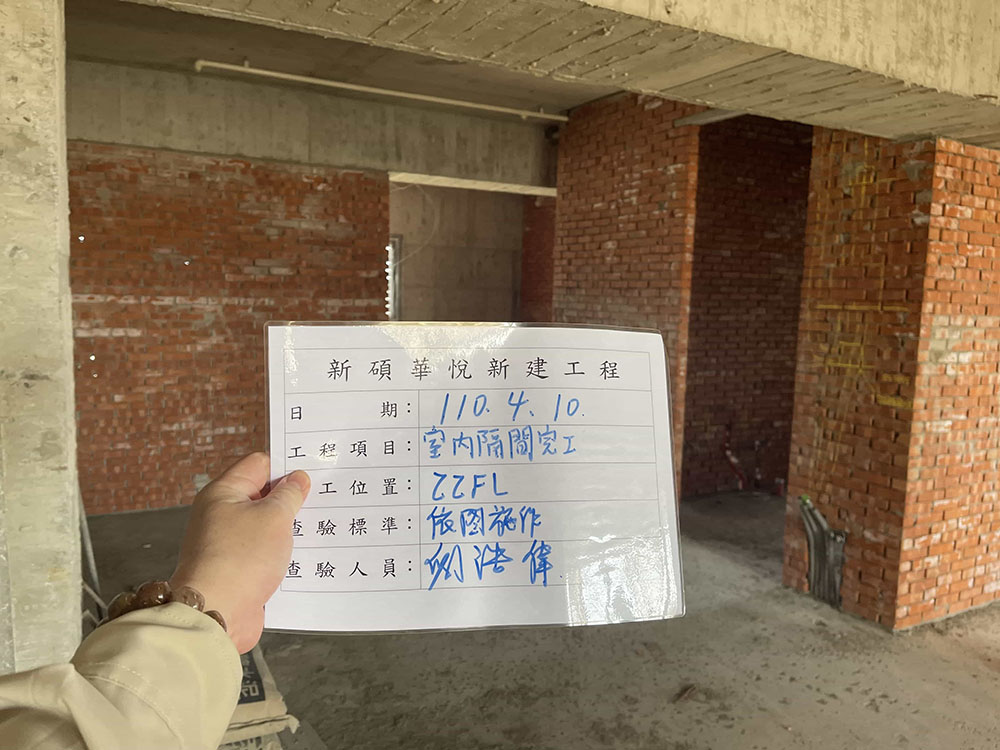 新碩華悅新建工程
日期：110.4.10.
工程項目：室內隔間完工
工位置：22FL
查驗標準：依圖施作
查驗人員：浩偉